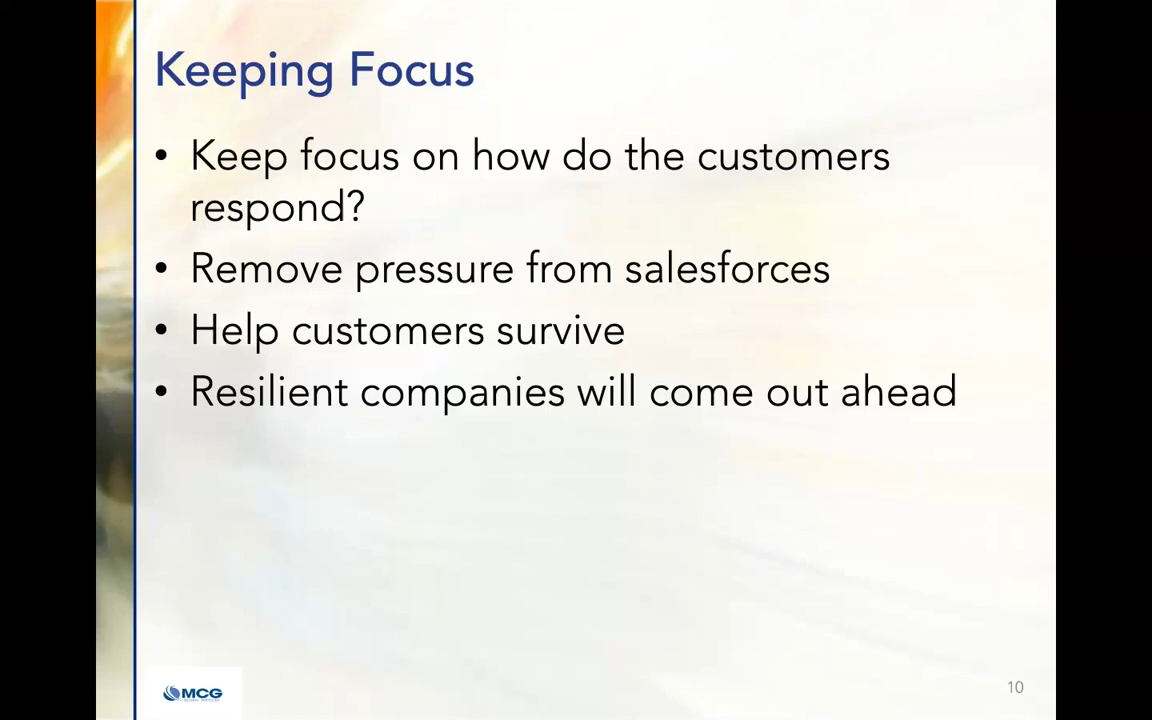 Keeping Focus
• Keep focus on how do the customers
respond?
• Remove pressure from salesforces
• Help customers survive
• Resilient companies will come out ahead
MCG
10